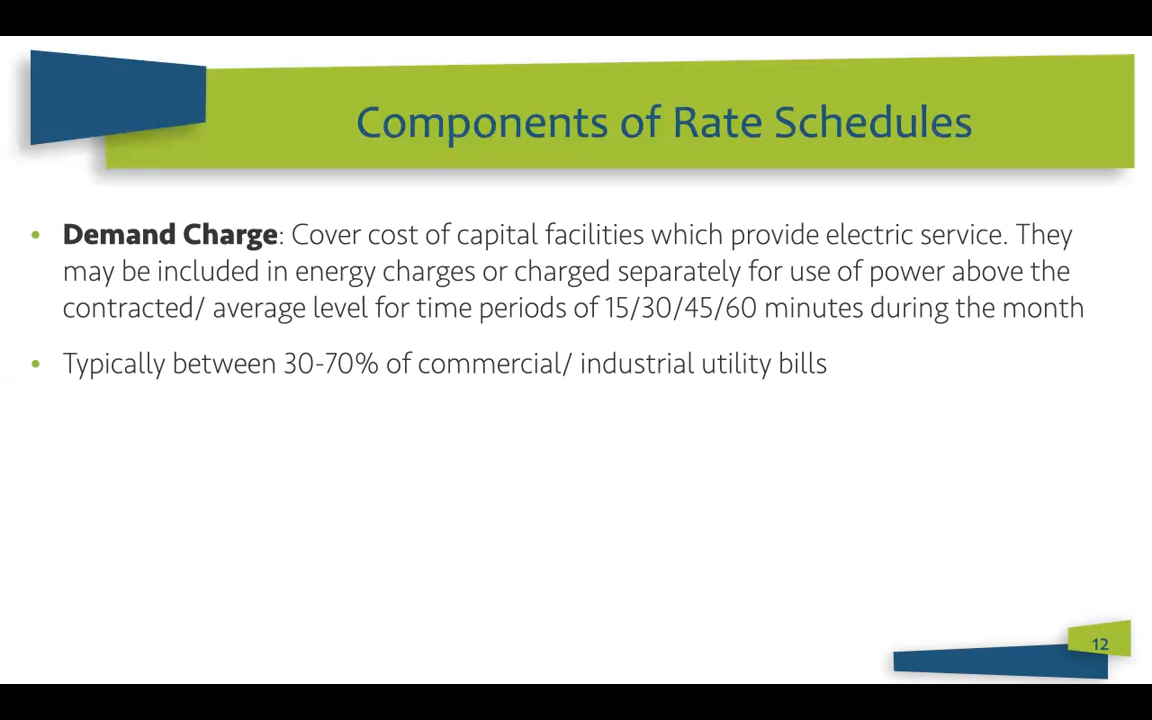 Components of Rate Schedules
• Demand Charge: Cover cost of capital facilities which provide electric service. They
may be included in energy charges or charged separately for use of power above the
contracted/ average level for time periods of 15/30/45/60 minutes during the month
• Typically between 30-70% of commercial/ industrial utility bills
12